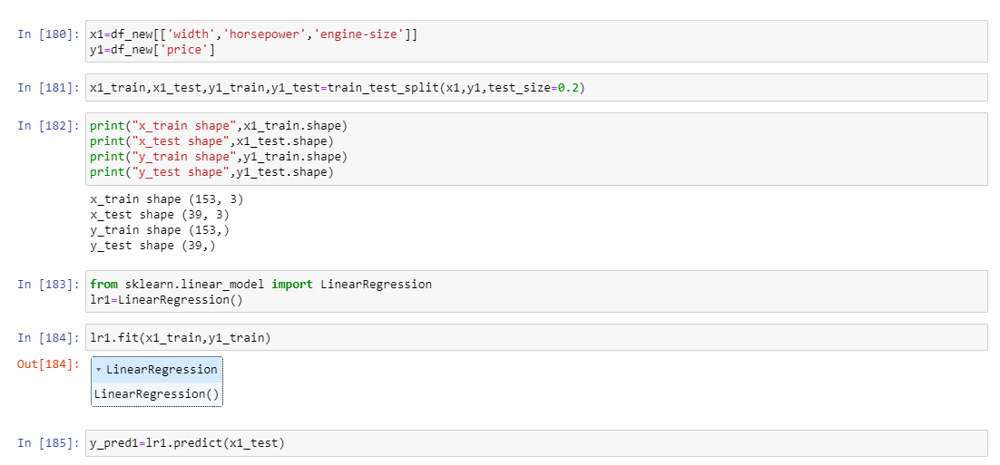 In [180]: x1=df_new[['width','horsepower','engine-size']]
y1=df_new['price']
In [181]: x1_train,x1_test,y1_train,y1_test=train_test_split(x1,y1,test_size=0.2)
In [182]: print("x_train shape",x1_train.shape)
print("x_test shape",x1_test.shape)
print("y_train shape",y1_train.shape)
print("y_test shape",y1_test.shape)
x_train shape (153, 3)
x_test shape (39, 3)
y_train shape (153,)
y_test shape (39,)
In [183]: from sklearn.linear_model import LinearRegression
lr1=LinearRegression()
In [184]: lr1.fit(x1_train,y1_train)
Out[184]: ▾ LinearRegression
LinearRegression()
In [185]: y_pred1=lr1.predict(x1_test)